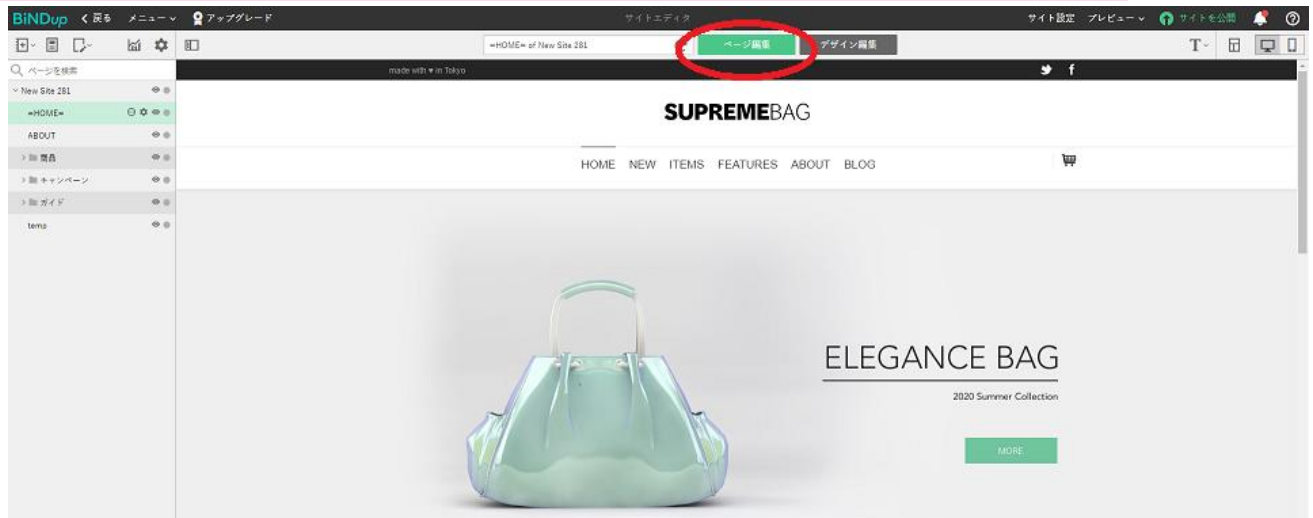 BiNDup 戻る メニュー アップグレード サイトエディタ サイト設定 プレビュー サイトを公開
=HOME= of New Site 281 ページ編集 デザイン編集 T
ページを検索
made with ♥ in Tokyo
New Site 281
=HOME=
SUPREMEBAG
ABOUT
商品
HOME NEW ITEMS FEATURES ABOUT BLOG
キャンペーン
ガイド
temp
ELEGANCE BAG
2020 Summer Collection
MORE